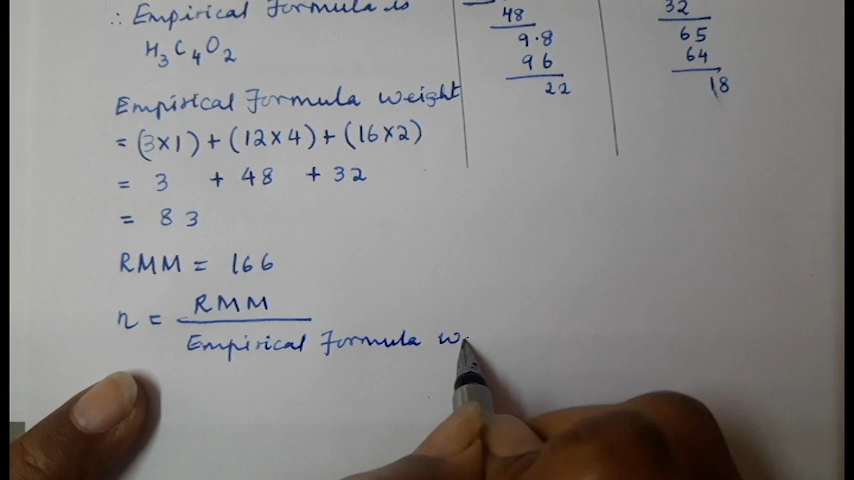 ∴ Empirical Formula is
H₃C₄O₂
Empirical Formula weight
= (3×1) + (12×4) + (16×2)
= 3 + 48 + 32
= 83
RMM = 166
n = RMM
Empirical Formula w
48
9.8
96
22
32
65
64
18